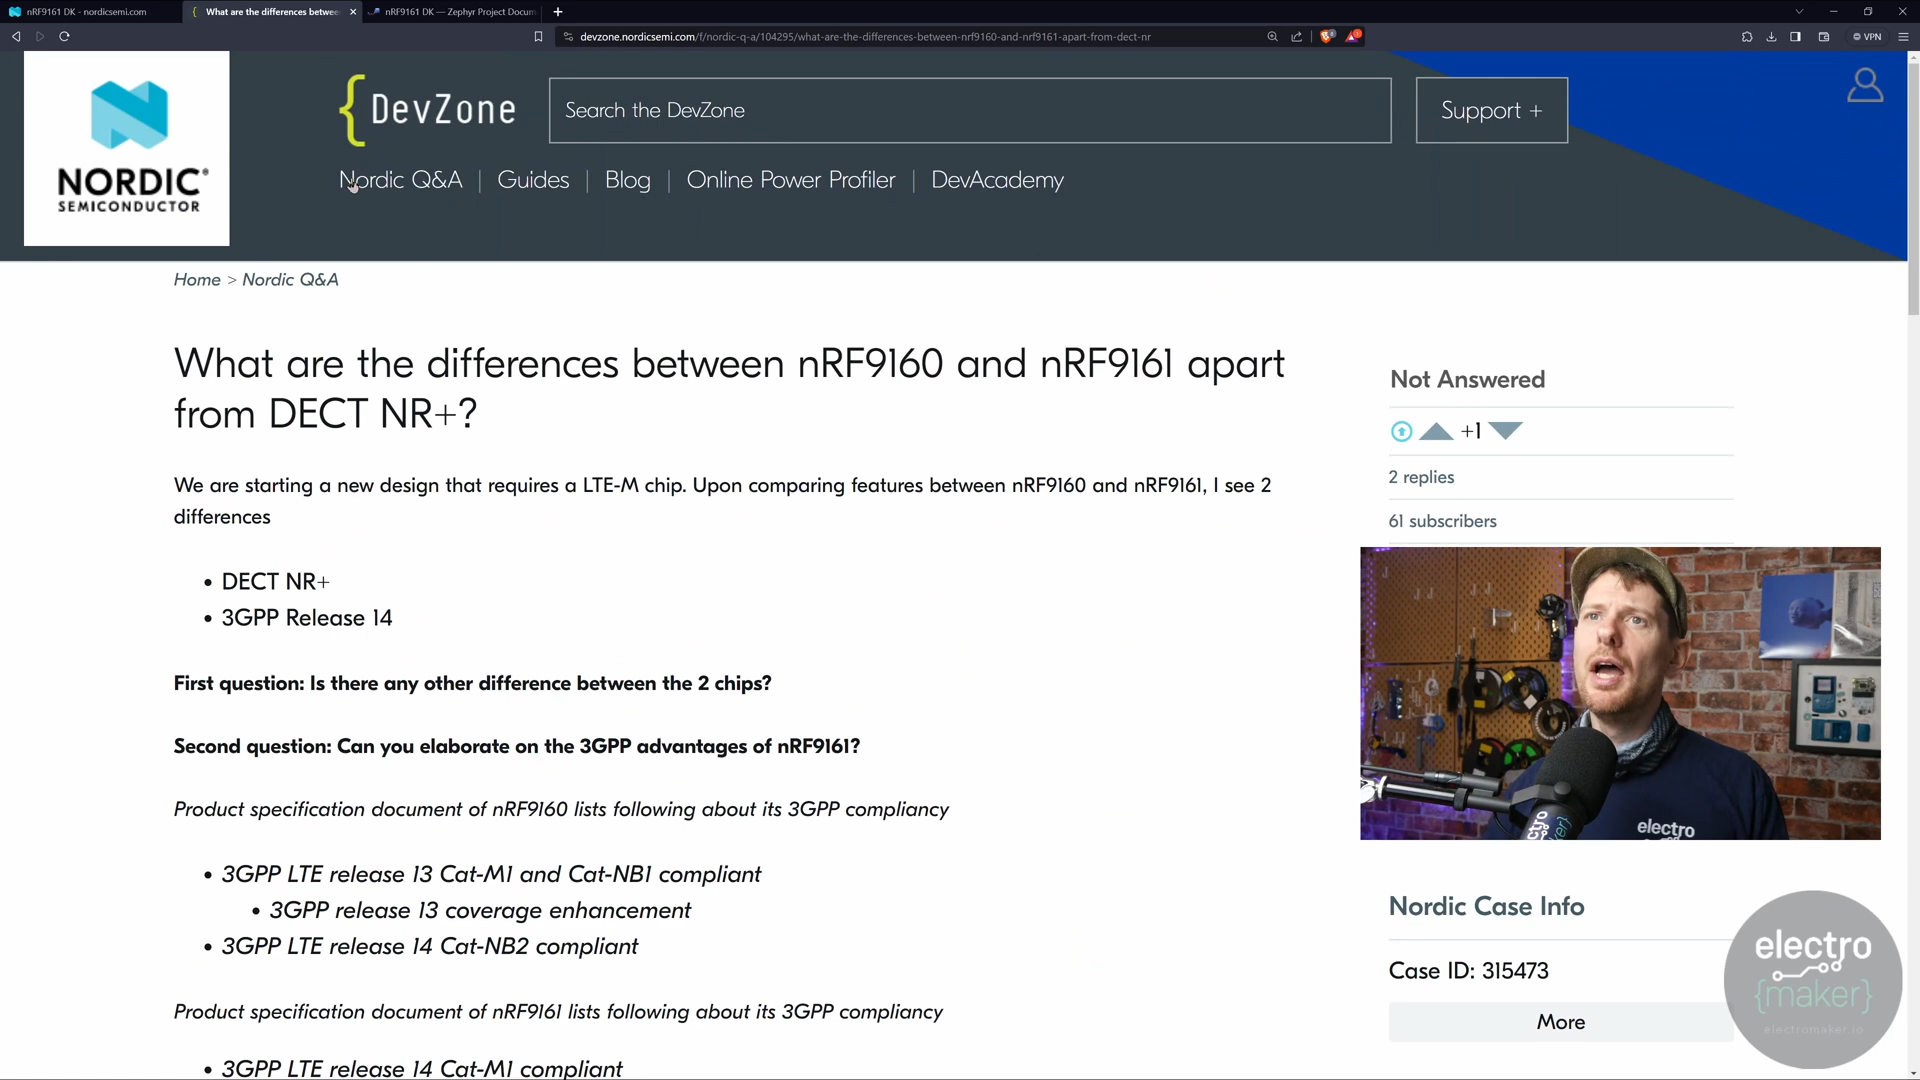 nRF9161 DK - nordicsemi.com
What are the differences betwee
nRF9161 DK — Zephyr Project Docum
devzone.nordicsemi.com/f/nordic-q-a/104295/what-are-the-differences-between-nrf9160-and-nrf9161-apart-from-dect-nr
VPN
NORDIC®
SEMICONDUCTOR
{ DevZone
Search the DevZone
Support +
Nordic Q&A | Guides | Blog | Online Power Profiler | DevAcademy
Home > Nordic Q&A
What are the differences between nRF9160 and nRF9161 apart
from DECT NR+?
We are starting a new design that requires a LTE-M chip. Upon comparing features between nRF9160 and nRF9161, I see 2
differences
• DECT NR+
• 3GPP Release 14
First question: Is there any other difference between the 2 chips?
Second question: Can you elaborate on the 3GPP advantages of nRF9161?
Product specification document of nRF9160 lists following about its 3GPP compliancy
• 3GPP LTE release 13 Cat-M1 and Cat-NB1 compliant
• 3GPP release 13 coverage enhancement
• 3GPP LTE release 14 Cat-NB2 compliant
Product specification document of nRF9161 lists following about its 3GPP compliancy
• 3GPP LTE release 14 Cat-M1 compliant
Not Answered
+1
2 replies
61 subscribers
electro
Nordic Case Info
Case ID: 315473
More
electro
{maker}
electromaker.io